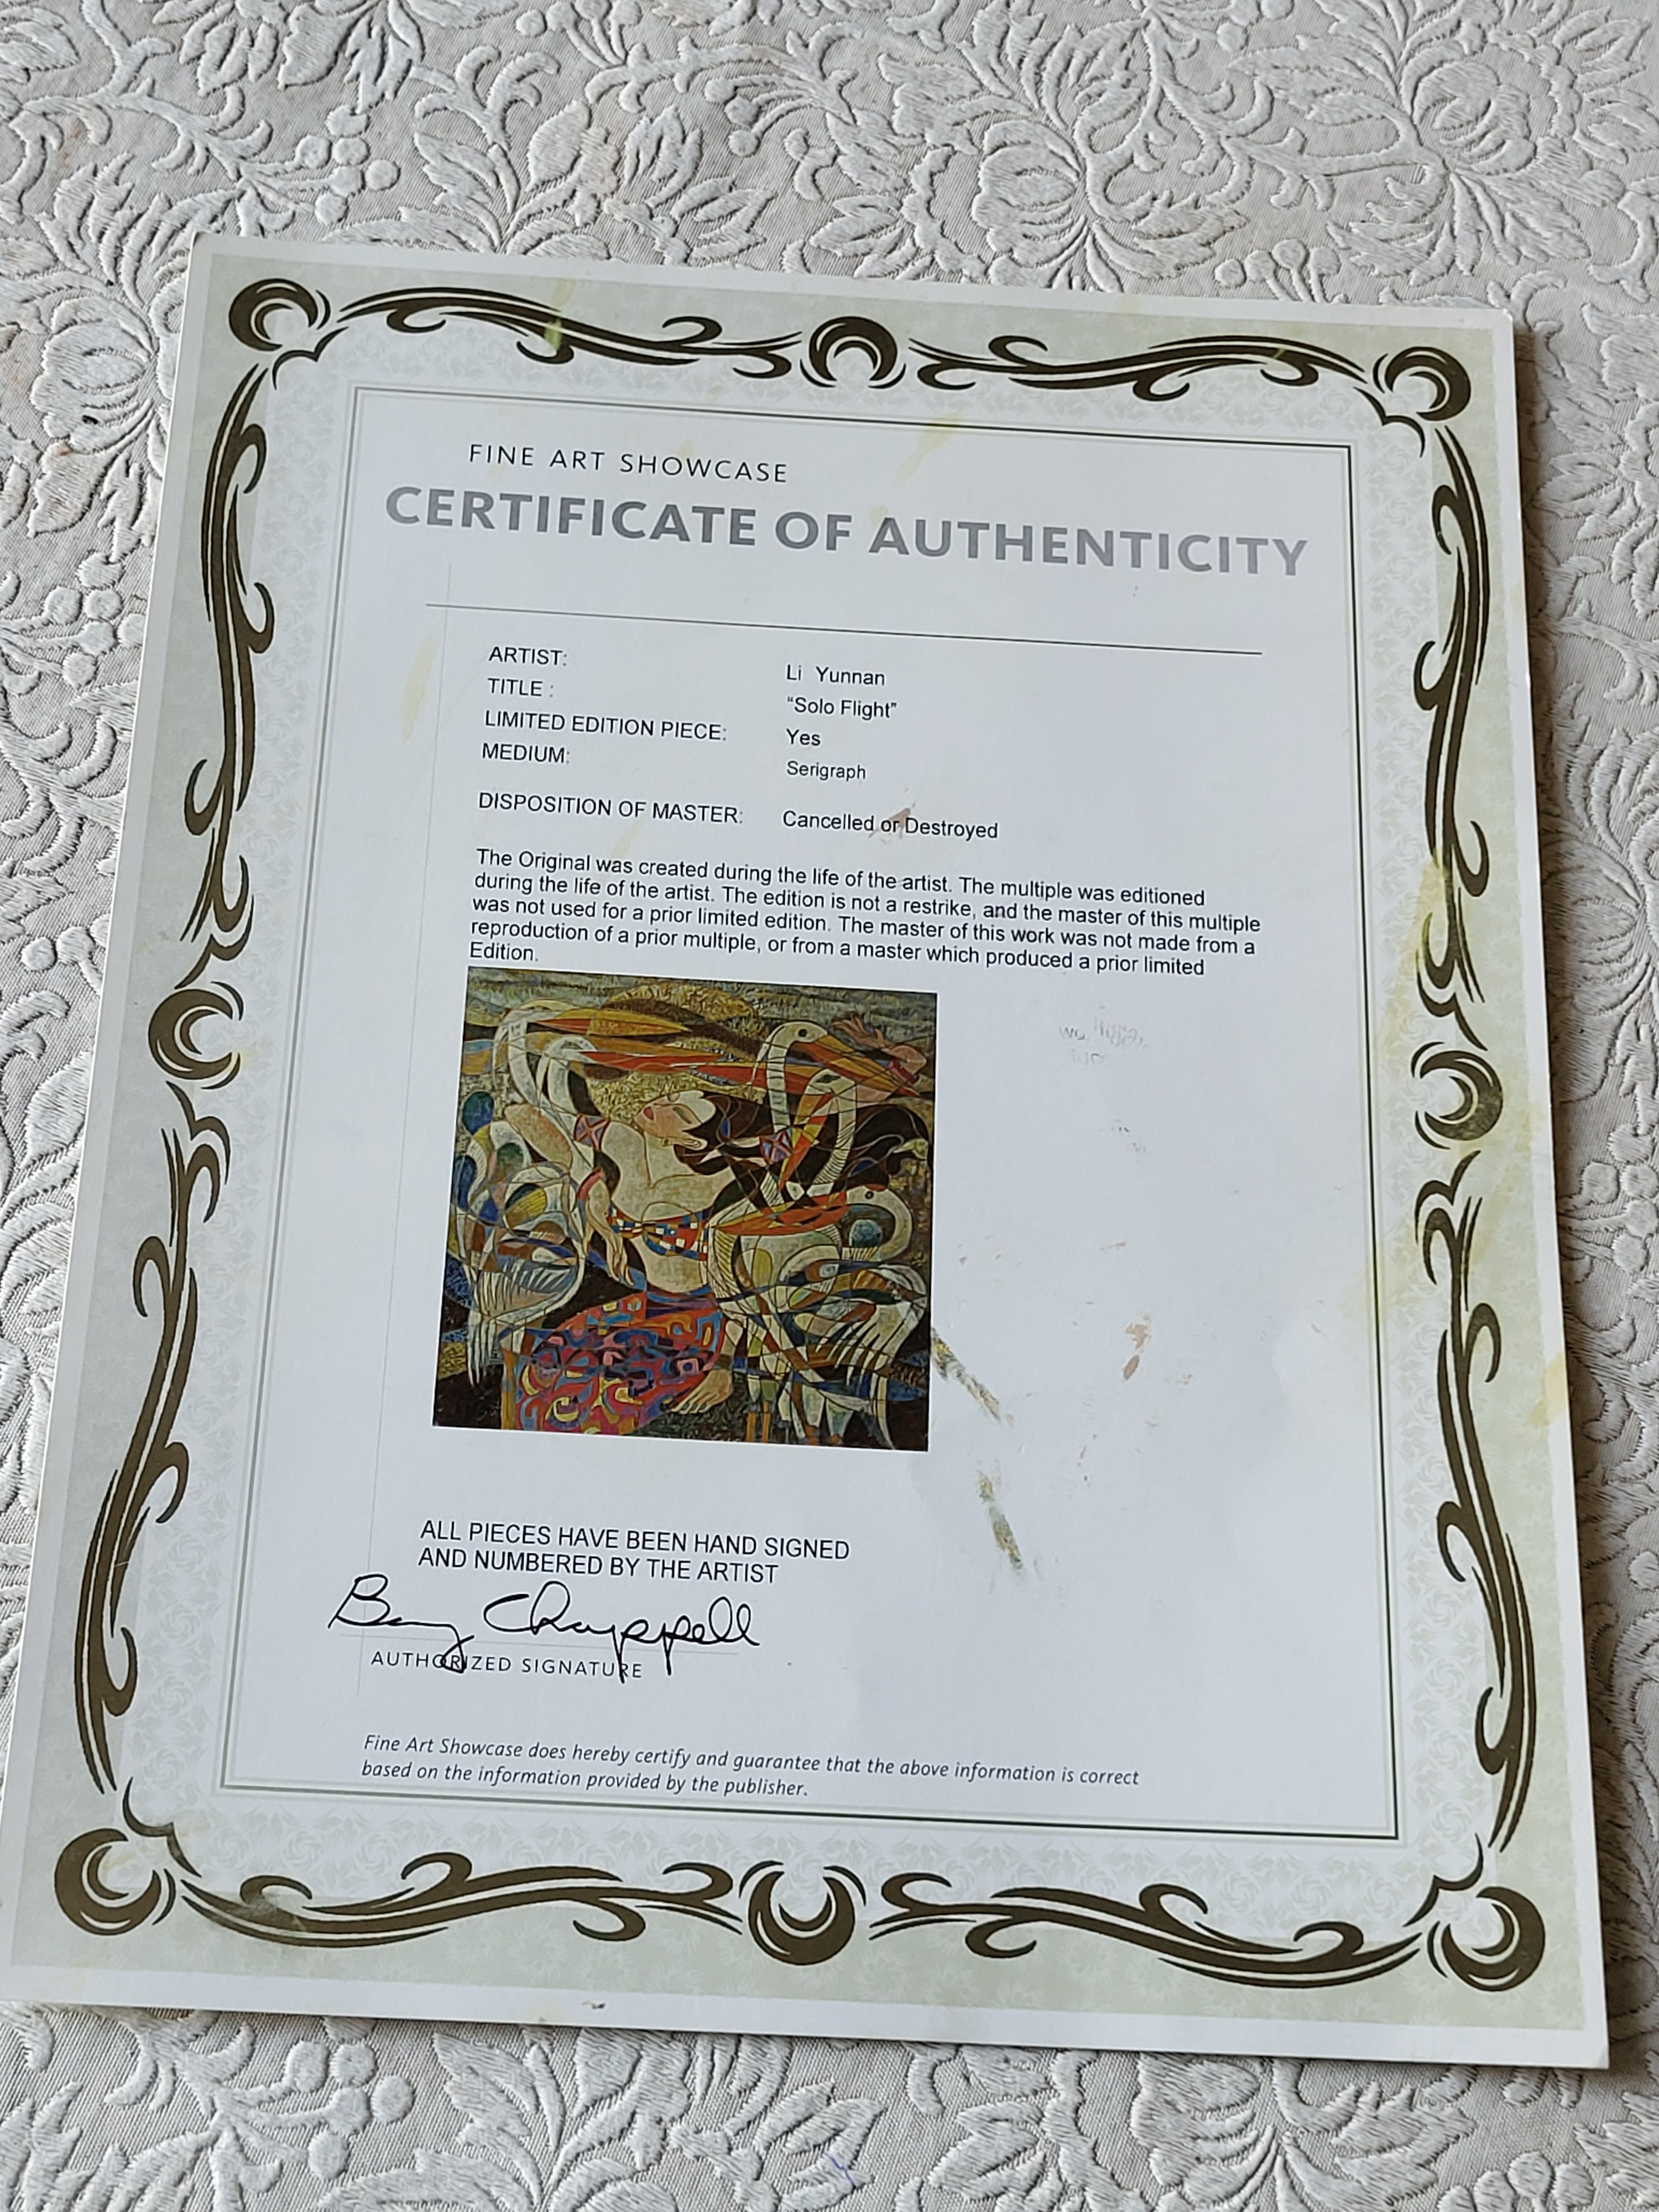 FINE ART SHOWCASE
CERTIFICATE OF AUTHENTICITY
ARTIST: Li Yunnan
TITLE : “Solo Flight”
LIMITED EDITION PIECE: Yes
MEDIUM: Serigraph
DISPOSITION OF MASTER: Cancelled or Destroyed
The Original was created during the life of the artist. The multiple was editioned
during the life of the artist. The edition is not a restrike, and the master of this multiple
was not used for a prior limited edition. The master of this work was not made from a
reproduction of a prior multiple, or from a master which produced a prior limited
Edition.
ALL PIECES HAVE BEEN HAND SIGNED
AND NUMBERED BY THE ARTIST
Chappell
AUTHORIZED SIGNATURE
Fine Art Showcase does hereby certify and guarantee that the above information is correct
based on the information provided by the publisher.